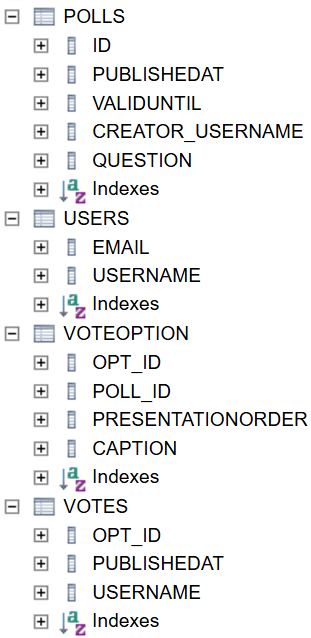 POLLS
ID
PUBLISHEDAT
VALIDUNTIL
CREATOR_USERNAME
QUESTION
Indexes
USERS
EMAIL
USERNAME
Indexes
VOTEOPTION
OPT_ID
POLL_ID
PRESENTATIONORDER
CAPTION
Indexes
VOTES
OPT_ID
PUBLISHEDAT
USERNAME
Indexes